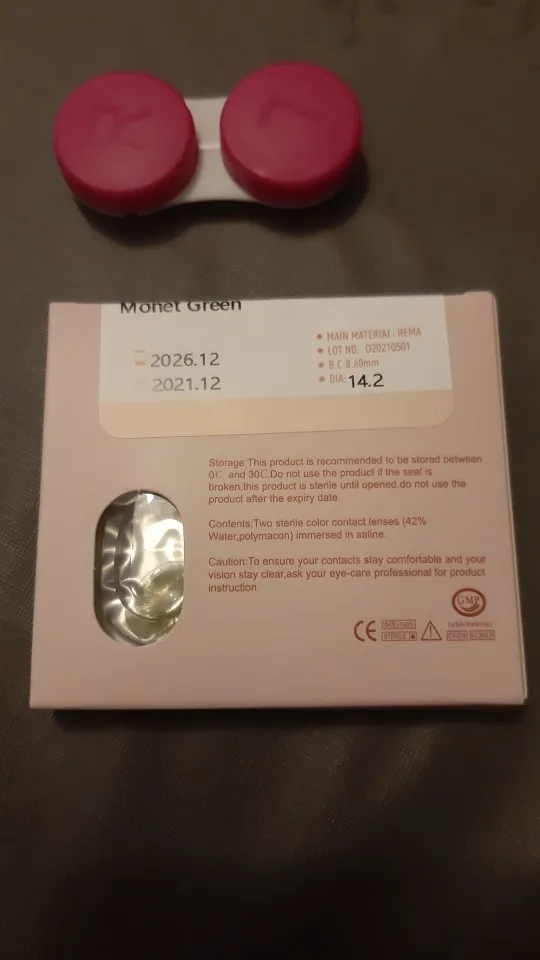 R L
Monet Green
2026.12
2021.12
MAIN MATERIAL: HEMA
LOT NO.: D20210501
B.C:8.60mm
DIA: 14.2
Storage:This product is recommended to be stored between
0℃ and 30℃.Do not use the product if the seal is
broken,this product is sterile until opened.do not use the
product after the expiry date.
Contents:Two sterile color contact lenses (42%
Water,polymacon) immersed in saline.
Caution:To ensure your contacts stay comfortable and your
vision stay clear,ask your eye-care professional for product
instruction.
GMP
CE ISO
STERILE
(USA Material)